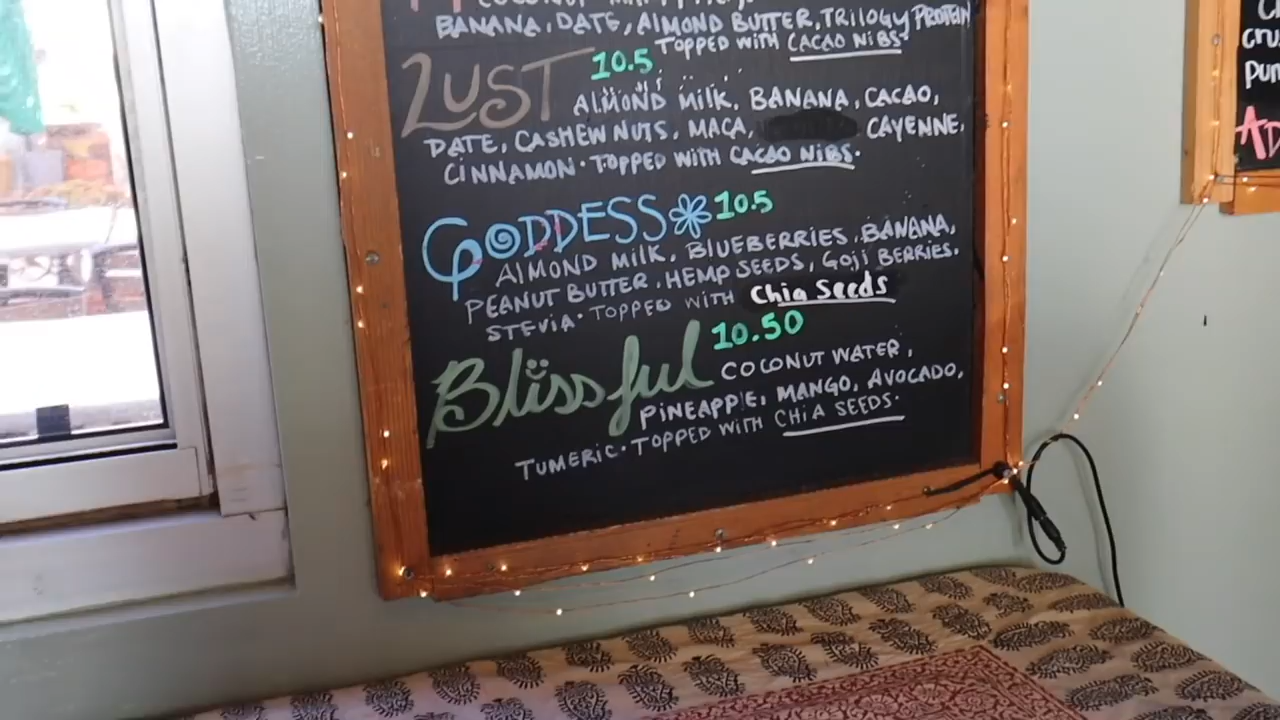 COCONUT
BANANA, DATE, ALMOND BUTTER, TRILOGY PROTEIN
TOPPED WITH CACAO NIBS
LUST 10.5
ALMOND MILK, BANANA, CACAO,
DATE, CASHEW NUTS, MACA, CAYENNE,
CINNAMON. TOPPED WITH CACAO NIBS.
GODDESS 10.5
ALMOND MILK, BLUEBERRIES, BANANA,
PEANUT BUTTER, HEMP SEEDS, GOJI BERRIES.
STEVIA. TOPPED WITH Chia Seeds
Blissful 10.50
COCONUT WATER,
PINEAPPLE, MANGO, AVOCADO,
TUMERIC. TOPPED WITH CHIA SEEDS.